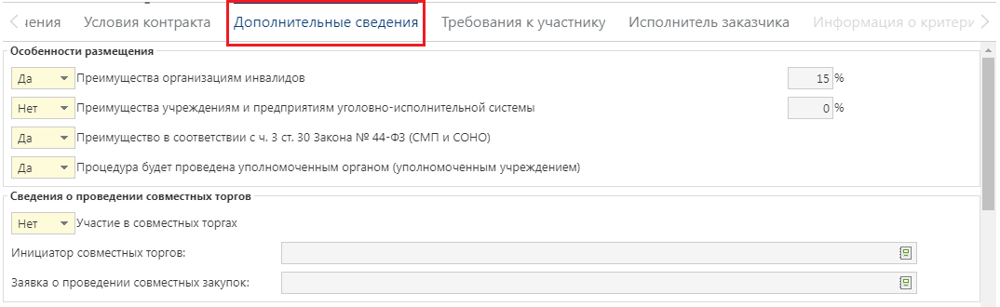 чения Условия контракта Дополнительные сведения Требования к участнику Исполнитель заказчика Информация о критери
Особенности размещения
Да Преимущества организациям инвалидов 15 %
Нет Преимущества учреждениям и предприятиям уголовно-исполнительной системы 0 %
Да Преимущество в соответствии с ч. 3 ст. 30 Закона № 44-ФЗ (СМП и СОНО)
Да Процедура будет проведена уполномоченным органом (уполномоченным учреждением)
Сведения о проведении совместных торгов
Нет Участие в совместных торгах
Инициатор совместных торгов:
Заявка о проведении совместных закупок: